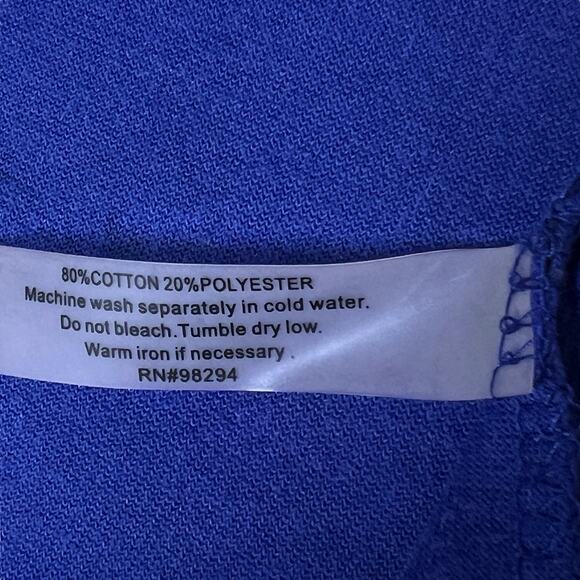 80%COTTON 20%POLYESTER
Machine wash separately in cold water.
Do not bleach.Tumble dry low.
Warm iron if necessary .
RN#98294